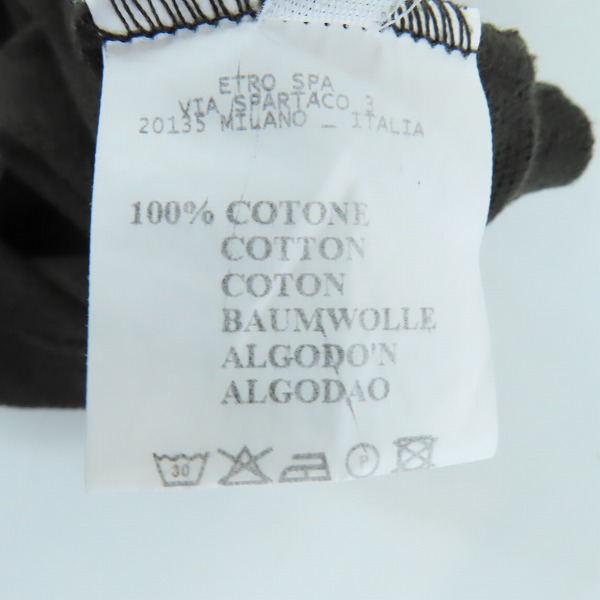 ETRO SPA
VIA SPARTACO 3
20135 MILANO _ ITALIA
100% COTONE
COTTON
COTON
BAUMWOLLE
ALGODO'N
ALGODAO
30 P